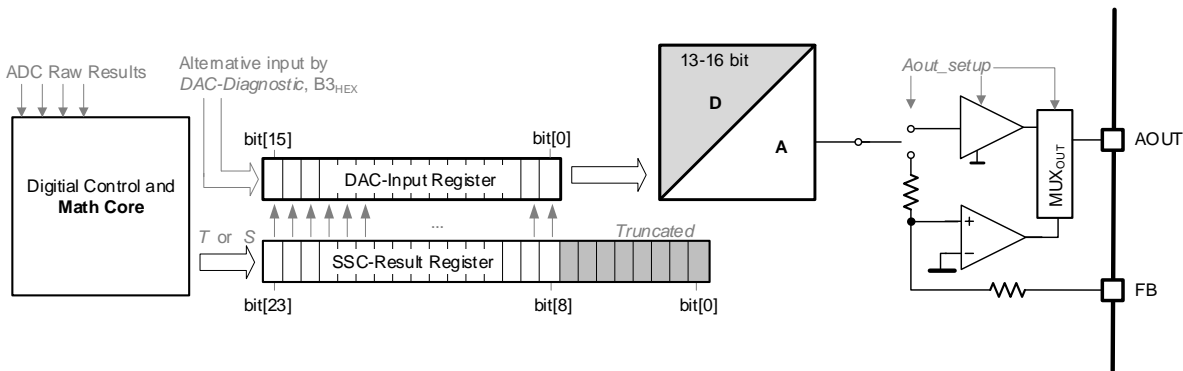 ADC Raw Results
Alternative input by
DAC-Diagnostic, B3HEX
Digitial Control and
Math Core
bit[15]
bit[0]
DAC-Input Register
T or S
...
Truncated
SSC-Result Register
bit[23]
bit[8]
bit[0]
13-16 bit
D
A
Aout_setup
+
−
MUXOUT
AOUT
FB